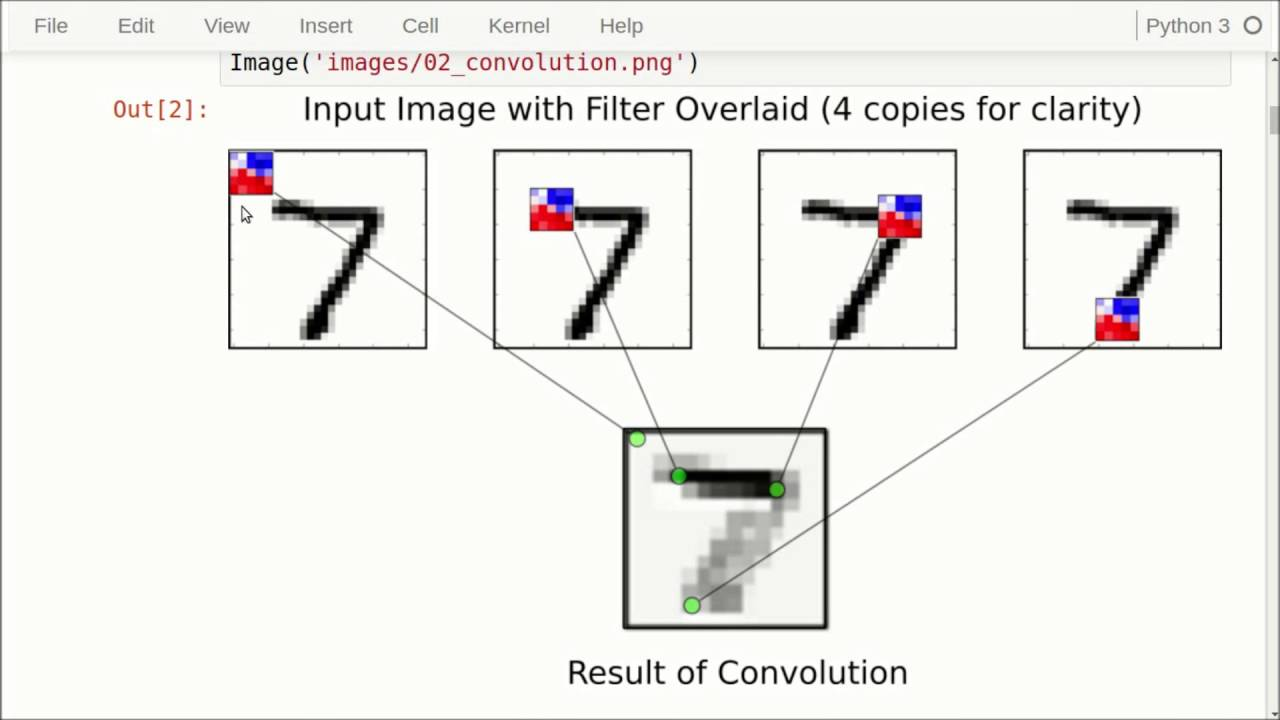 File Edit View Insert Cell Kernel Help Python 3
Image('images/02_convolution.png')
Out[2]:
Input Image with Filter Overlaid (4 copies for clarity)
Result of Convolution